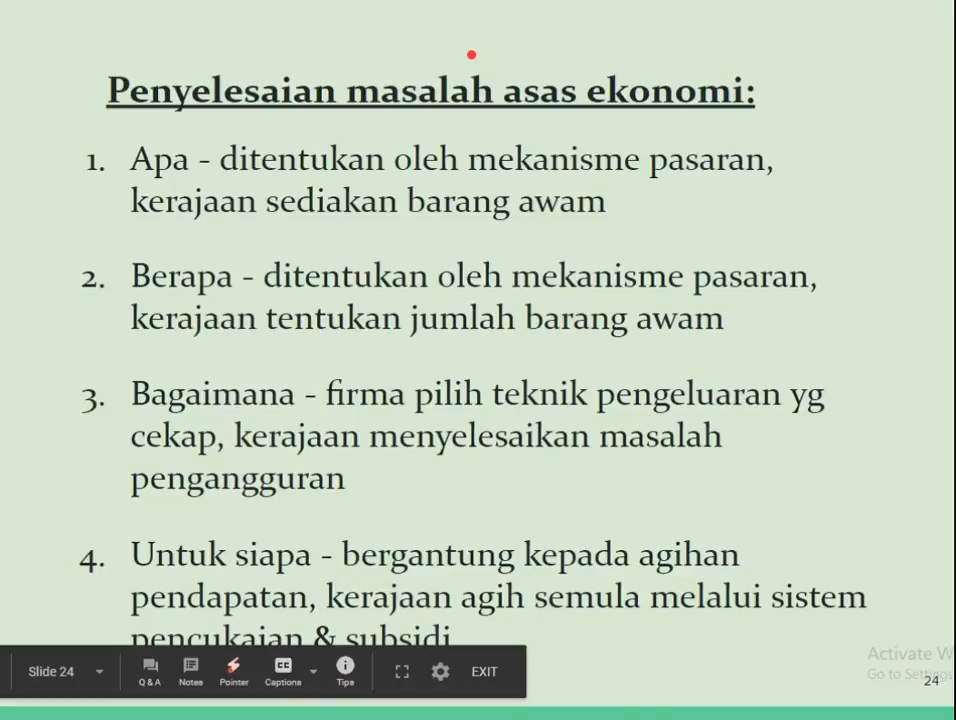 Penyelesaian masalah asas ekonomi:
1. Apa - ditentukan oleh mekanisme pasaran,
kerajaan sediakan barang awam
2. Berapa - ditentukan oleh mekanisme pasaran,
kerajaan tentukan jumlah barang awam
3. Bagaimana - firma pilih teknik pengeluaran yg
cekap, kerajaan menyelesaikan masalah
pengangguran
4. Untuk siapa - bergantung kepada agihan
pendapatan, kerajaan agih semula melalui sistem
pencukaian & subsidi
Slide 24
Q & A
Notes
Pointer
CC
Captions
Tips
EXIT
Activate W
Go to Settings
24